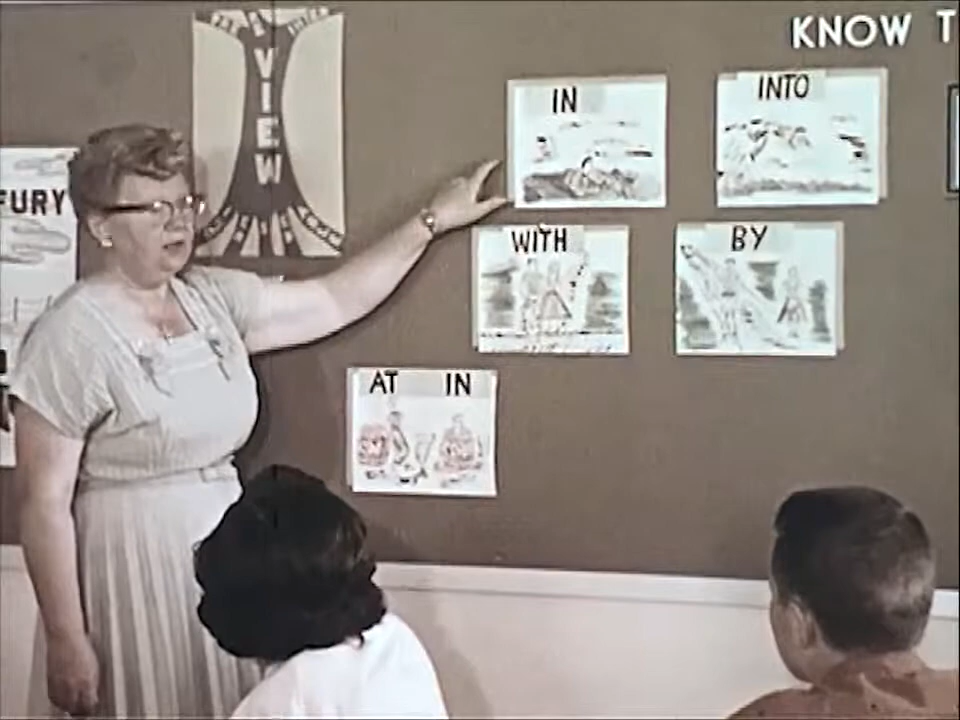 KNOW T
VIEW
FURY
IN
INTO
WITH
BY
AT IN